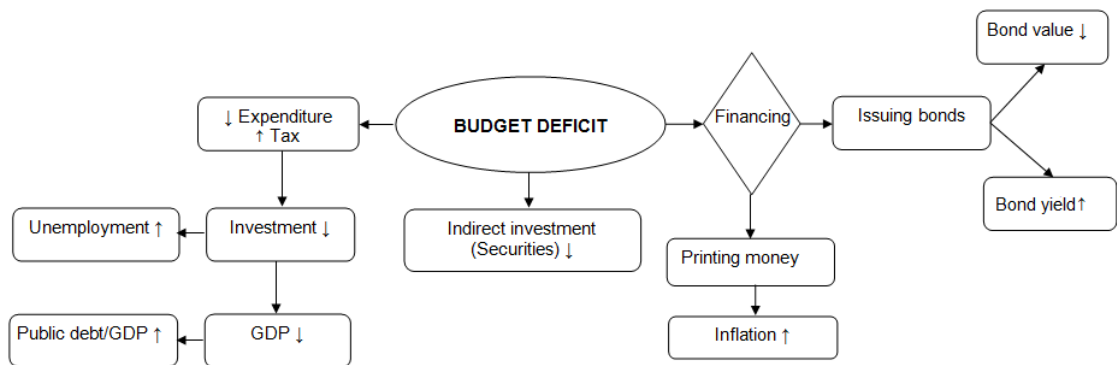 Bond value ↓
↓ Expenditure
↑ Tax
BUDGET DEFICIT
Financing
Issuing bonds
Unemployment ↑
Investment ↓
Indirect investment
(Securities) ↓
Bond yield↑
Printing money
Public debt/GDP ↑
GDP ↓
Inflation ↑